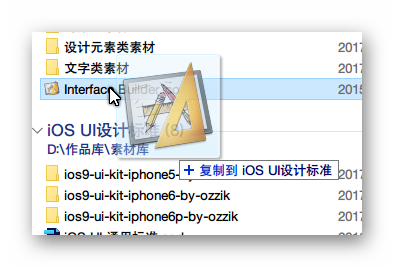 设计元素类素材 2017
文字类素材 2017
Interface Builder 2015
iOS UI设计标准 (8)
D:\作品库\素材库
+ 复制到 iOS UI设计标准
ios9-ui-kit-iphone5- 2017
ios9-ui-kit-iphone6-by-ozzik 2017
ios9-ui-kit-iphone6p-by-ozzik 2017